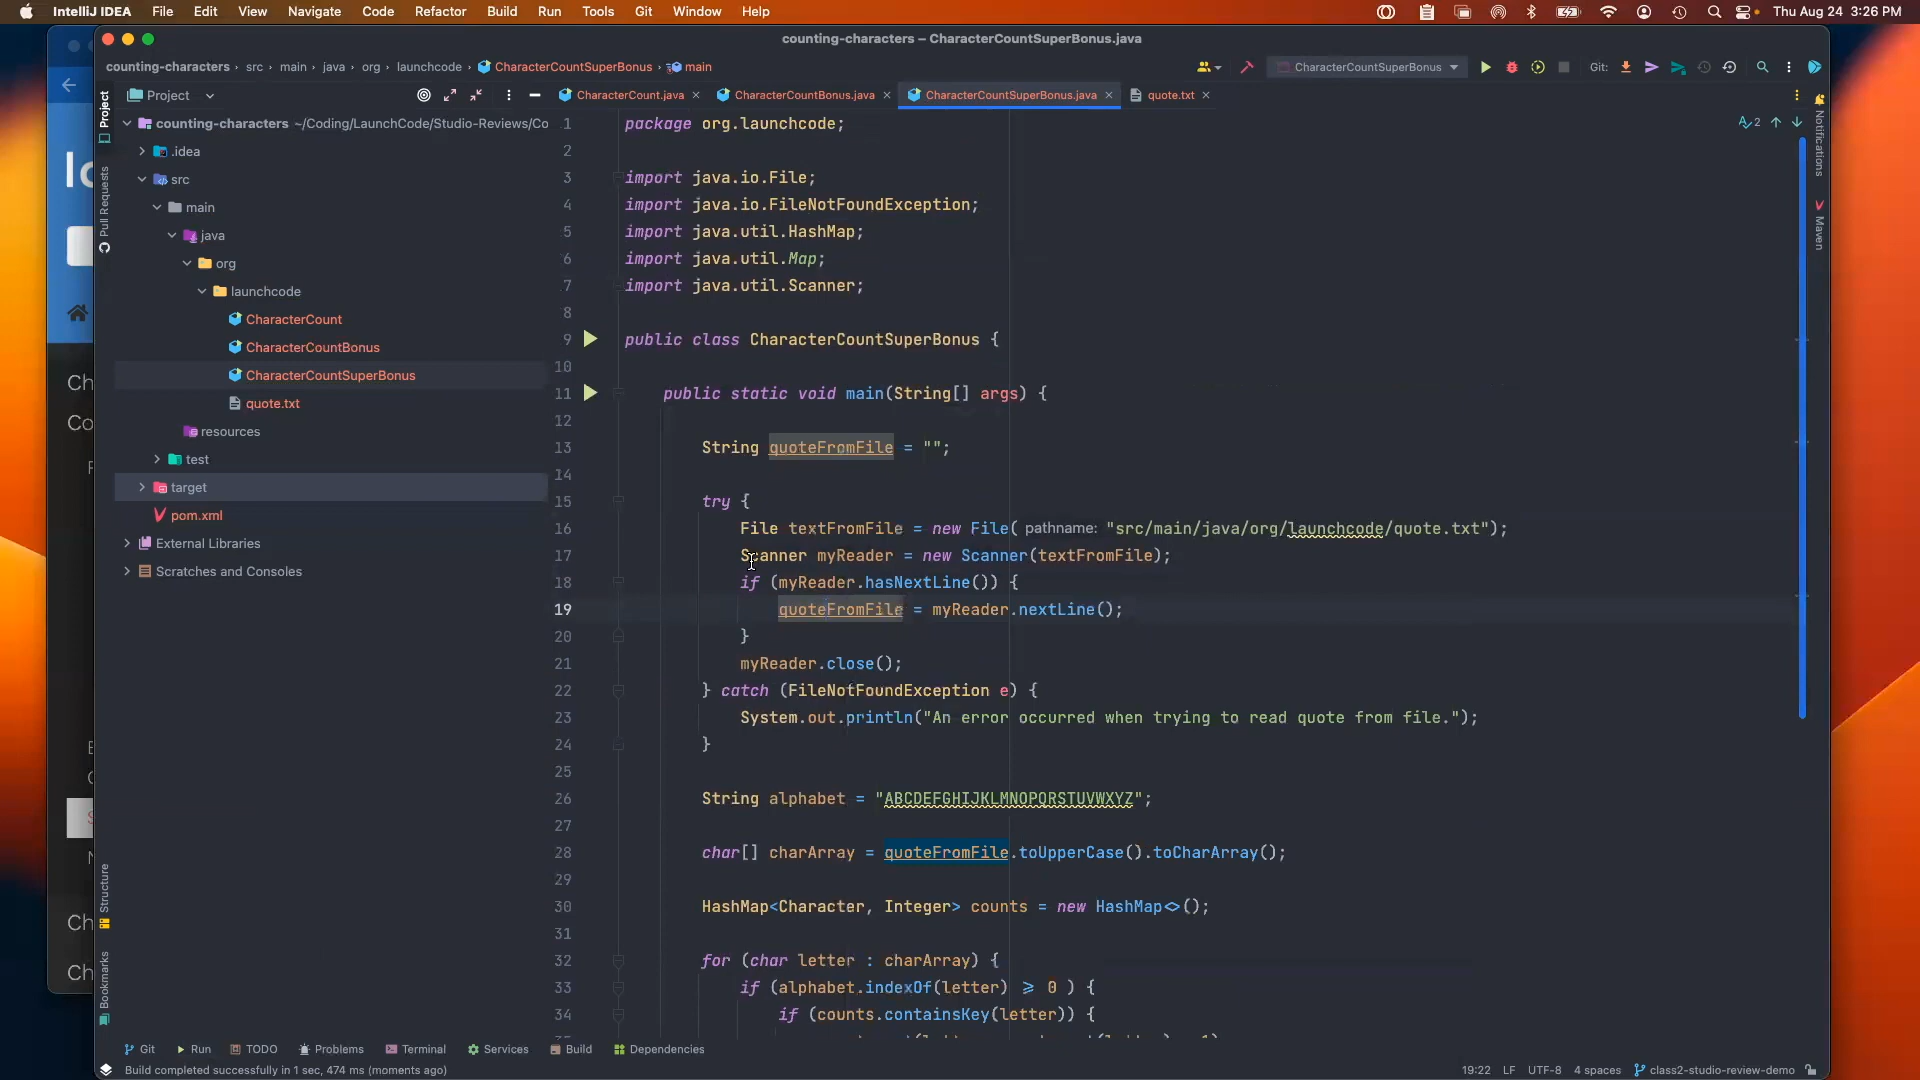 IntelliJ IDEA File Edit View Navigate Code Refactor Build Run Tools Git Window Help Thu Aug 24 3:26 PM
counting-characters – CharacterCountSuperBonus.java
counting-characters › src › main › java › org › launchcode › CharacterCountSuperBonus › main CharacterCountSuperBonus Git:
Project CharacterCount.java CharacterCountBonus.java CharacterCountSuperBonus.java quote.txt
Project
Pull Requests
Structure
Bookmarks
Notifications
Maven
counting-characters ~/Coding/LaunchCode/Studio-Reviews/Co
.idea
src
main
java
org
launchcode
CharacterCount
CharacterCountBonus
CharacterCountSuperBonus
quote.txt
resources
test
target
pom.xml
External Libraries
Scratches and Consoles
2
1 package org.launchcode;
2
3 import java.io.File;
4 import java.io.FileNotFoundException;
5 import java.util.HashMap;
6 import java.util.Map;
7 import java.util.Scanner;
8
9 public class CharacterCountSuperBonus {
10
11 public static void main(String[] args) {
12
13 String quoteFromFile = "";
14
15 try {
16 File textFromFile = new File( pathname: "src/main/java/org/launchcode/quote.txt");
17 Scanner myReader = new Scanner(textFromFile);
18 if (myReader.hasNextLine()) {
19 quoteFromFile = myReader.nextLine();
20 }
21 myReader.close();
22 } catch (FileNotFoundException e) {
23 System.out.println("An error occurred when trying to read quote from file.");
24 }
25
26 String alphabet = "ABCDEFGHIJKLMNOPQRSTUVWXYZ";
27
28 char[] charArray = quoteFromFile.toUpperCase().toCharArray();
29
30 HashMap<Character, Integer> counts = new HashMap<>();
31
32 for (char letter : charArray) {
33 if (alphabet.indexOf(letter) >= 0 ) {
34 if (counts.containsKey(letter)) {
Git Run TODO Problems Terminal Services Build Dependencies
Build completed successfully in 1 sec, 474 ms (moments ago) 19:22 LF UTF-8 4 spaces class2-studio-review-demo